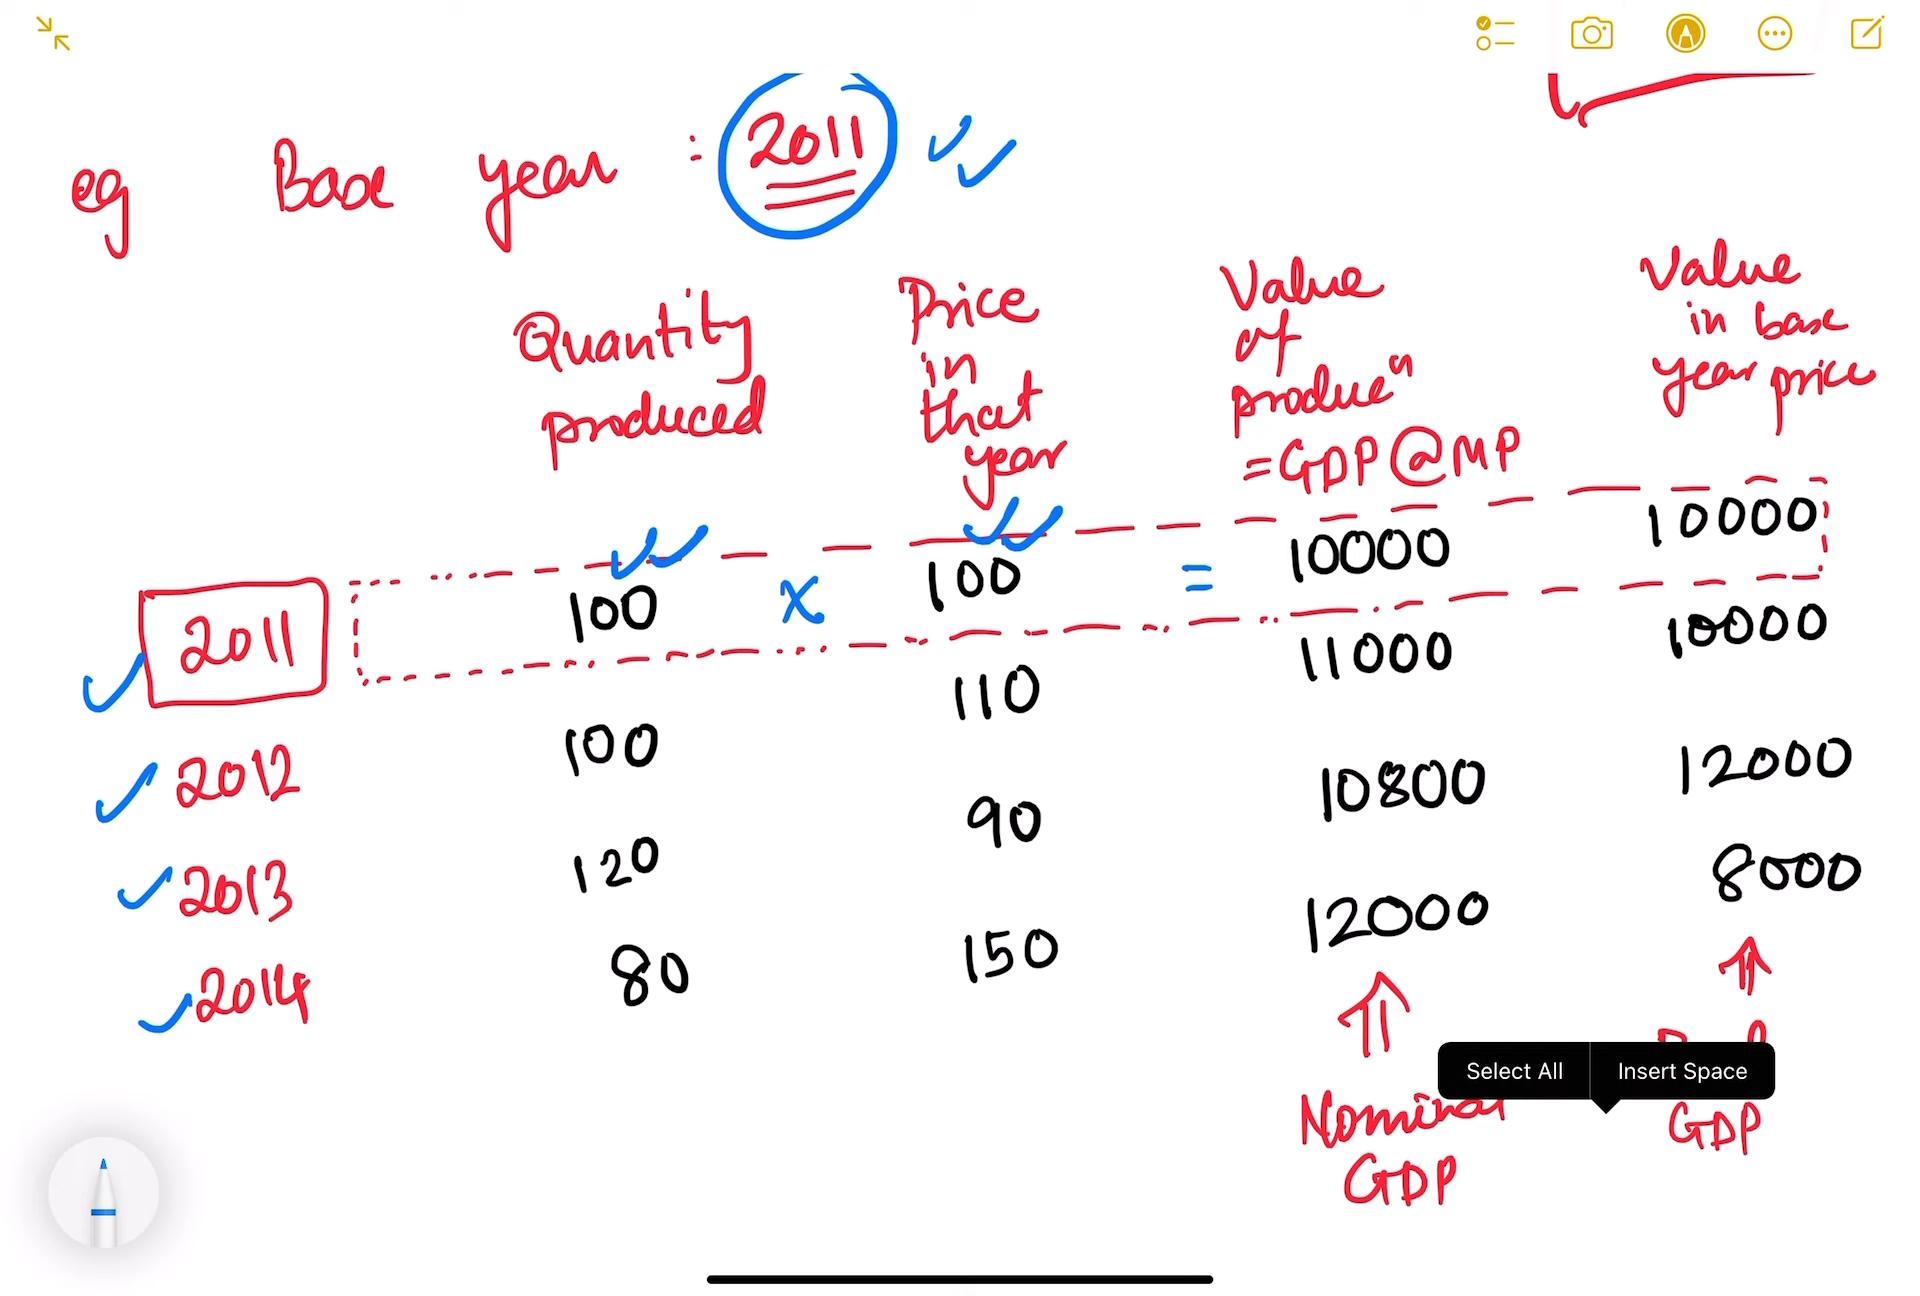 eg Base year : 2011
Quantity produced
Price in that year
Value of produceⁿ =GDP@MP
Value in base year price
2011 100 x 100 = 10000 10000
2012 100 110 11000 10000
2013 120 90 10800 12000
2014 80 150 12000 8000
Select All Insert Space
Nominal GDP
GDP